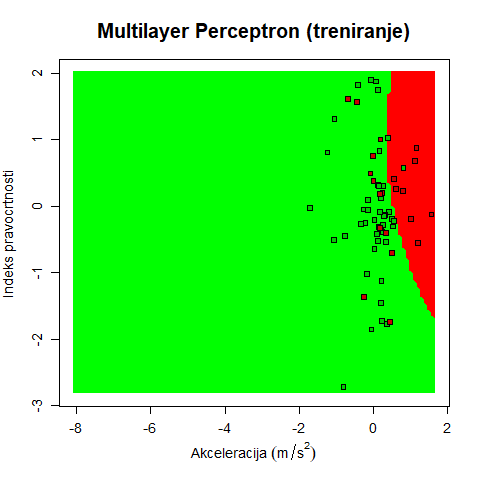 Multilayer Perceptron (treniranje)
Indeks pravocrtnosti
2
1
0
-1
-2
-3
-8 -6 -4 -2 0 2
Akceleracija (m/s²)